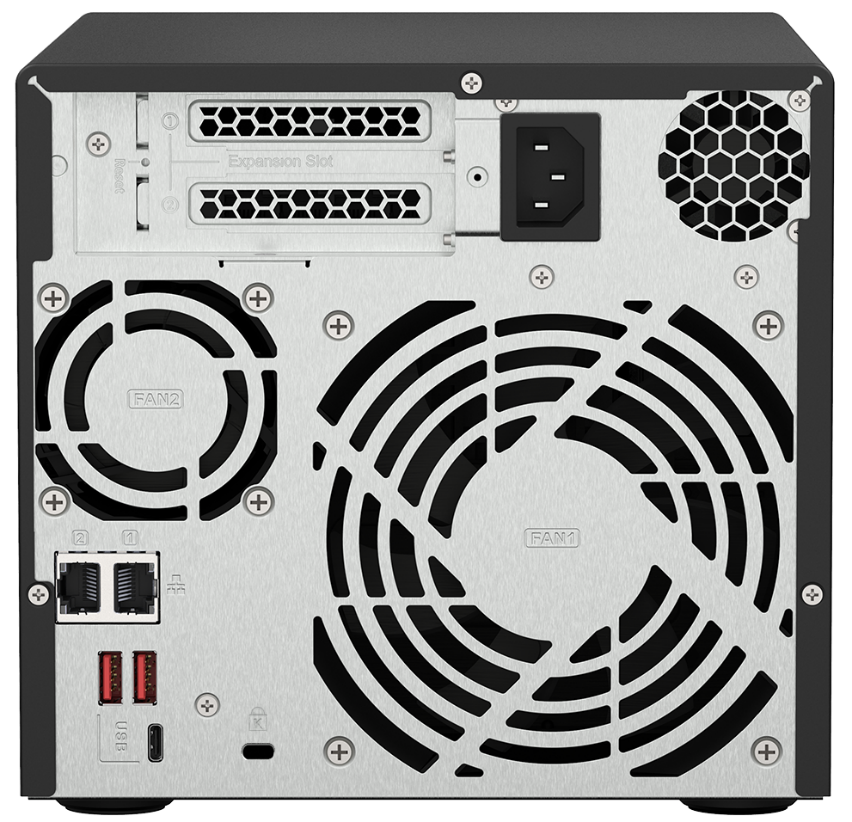 1
Reset
Expansion Slot
2
FAN2
FAN1
2 1
USB
K